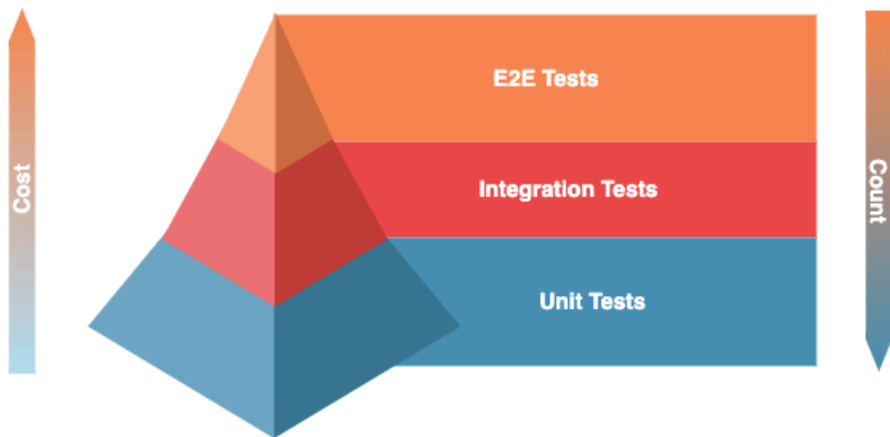 E2E Tests
Cost
Integration Tests
Count
Unit Tests